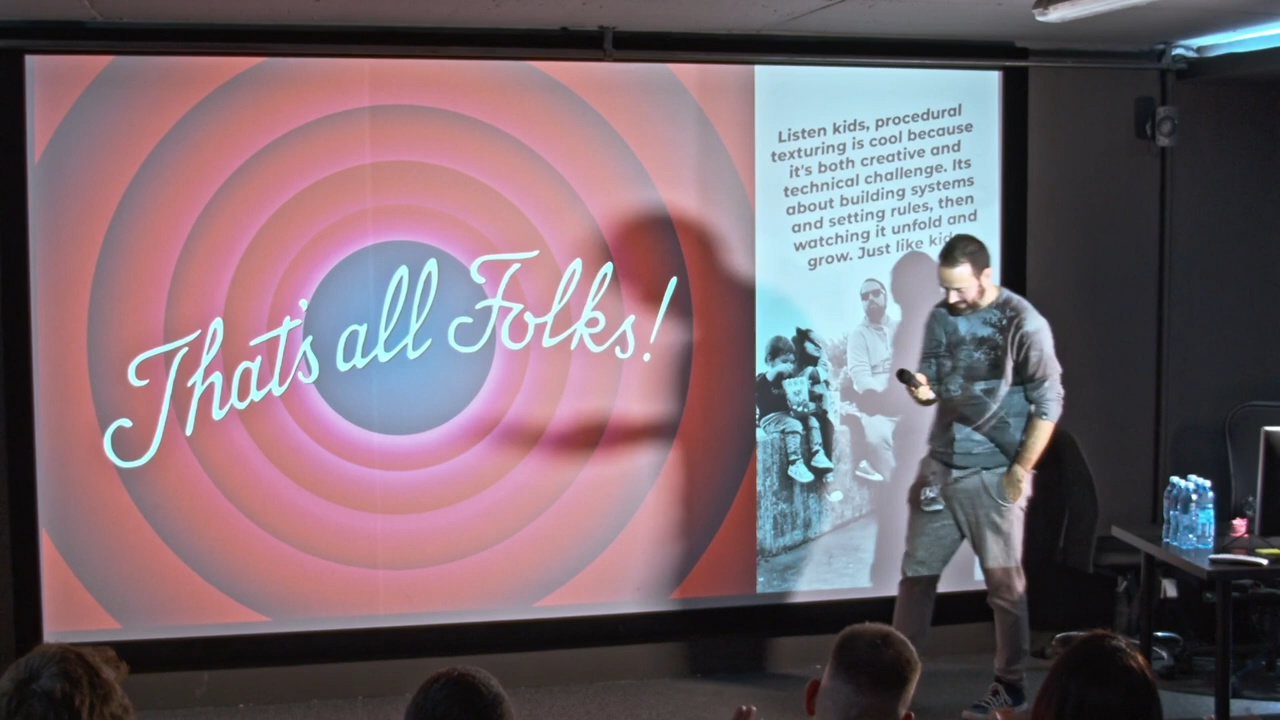 That's all Folks!
Listen kids, procedural
texturing is cool because
it's both creative and
technical challenge. Its
about building systems
and setting rules, then
watching it unfold and
grow. Just like